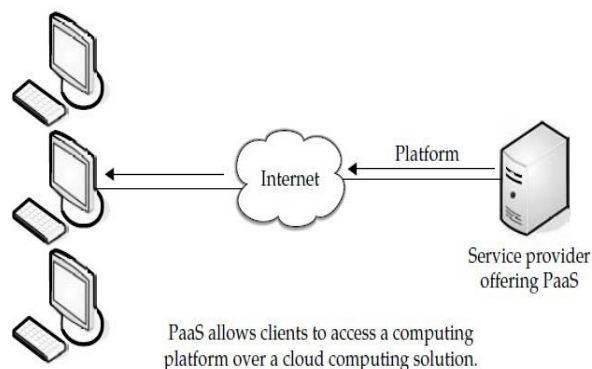 Platform
Internet
Service provider
offering PaaS
PaaS allows clients to access a computing
platform over a cloud computing solution.